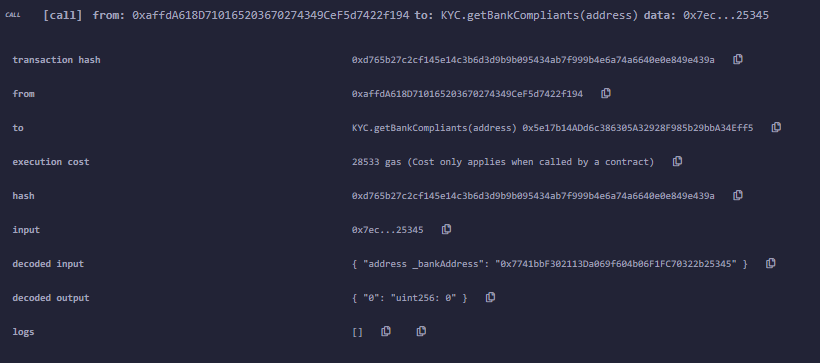 CALL [call] from: 0xaffdA618D710165203670274349CeF5d7422f194 to: KYC.getBankCompliants(address) data: 0x7ec...25345
transaction hash 0xd765b27c2cf145e14c3b6d3d9b9b095434ab7f999b4e6a74a6640e0e849e439a
from 0xaffdA618D710165203670274349CeF5d7422f194
to KYC.getBankCompliants(address) 0x5e17b14ADd6c386305A32928F985b29bbA34Eff5
execution cost 28533 gas (Cost only applies when called by a contract)
hash 0xd765b27c2cf145e14c3b6d3d9b9b095434ab7f999b4e6a74a6640e0e849e439a
input 0x7ec...25345
decoded input { "address _bankAddress": "0x7741bbF302113Da069f604b06F1FC70322b25345" }
decoded output { "0": "uint256: 0" }
logs []